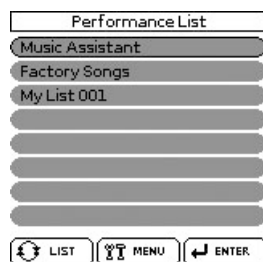 Performance List
Music Assistant
Factory Songs
My List 001
LIST MENU ENTER